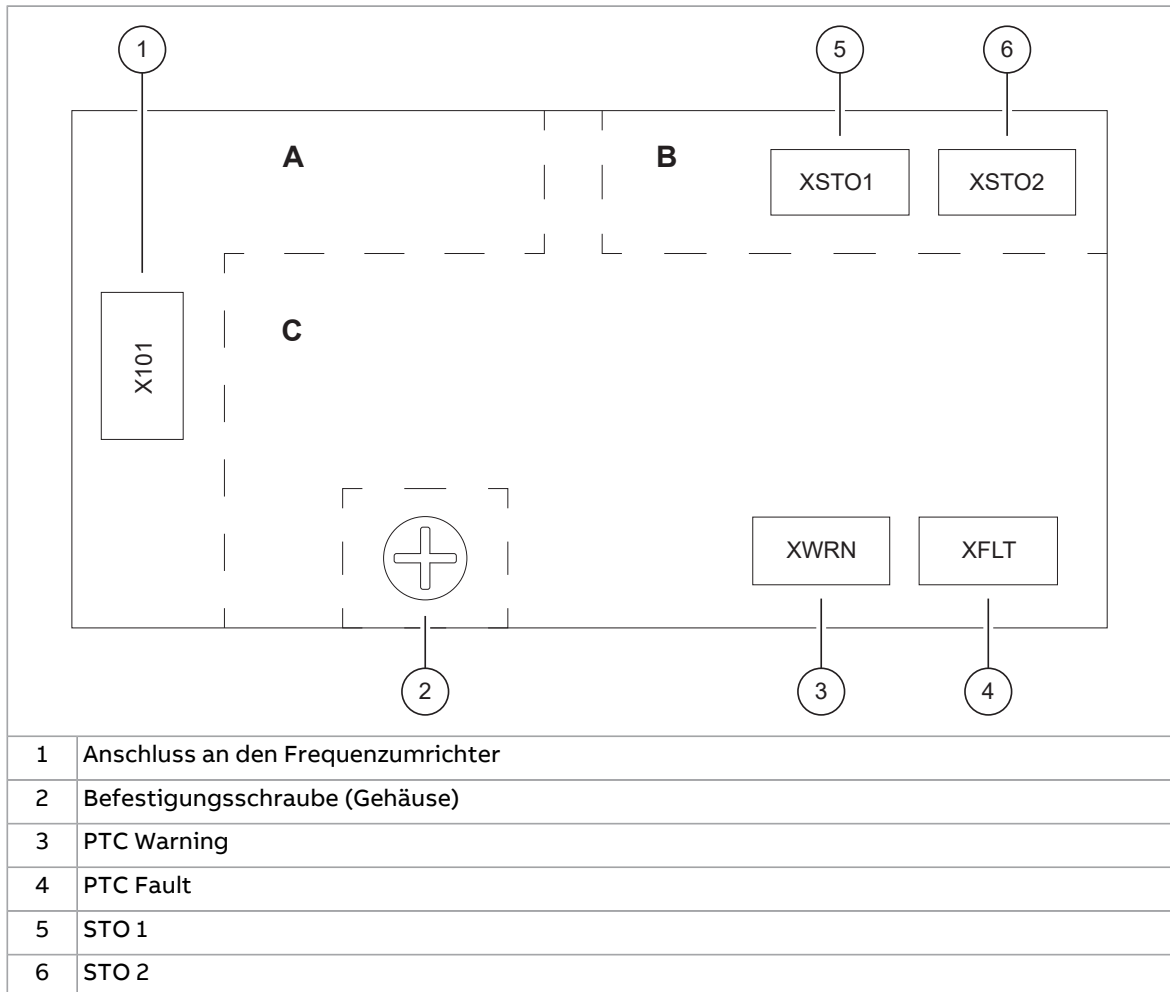 1
5
6
A
B
XSTO1
XSTO2
X101
C
XWRN
XFLT
2
3
4
1 Anschluss an den Frequenzumrichter
2 Befestigungsschraube (Gehäuse)
3 PTC Warning
4 PTC Fault
5 STO 1
6 STO 2